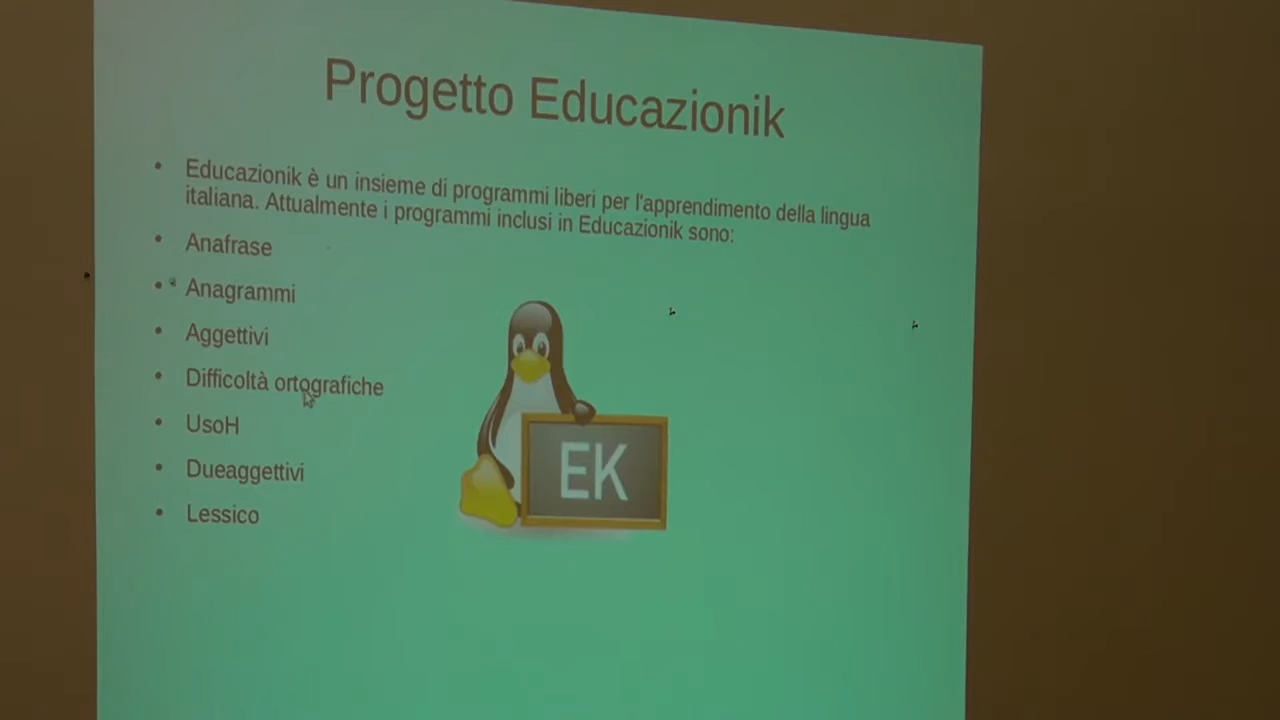 Progetto Educazionik
Educazionik è un insieme di programmi liberi per l'apprendimento della lingua
italiana. Attualmente i programmi inclusi in Educazionik sono:
Anafrase
Anagrammi
Aggettivi
Difficoltà ortografiche
UsoH
Dueaggettivi
Lessico
EK